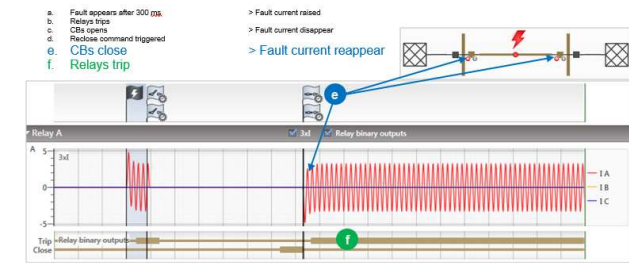 a. Fault appears after 300 ms > Fault current raised
b. Relays trips
c. CBs opens > Fault current disappear
d. Reclose command triggered
e. CBs close > Fault current reappear
f. Relays trip
e
Relay A 3xI Relay binary outputs
A 5
3xI
I A
0
I B
I C
-5
Trip Relay binary outputs
f
Close